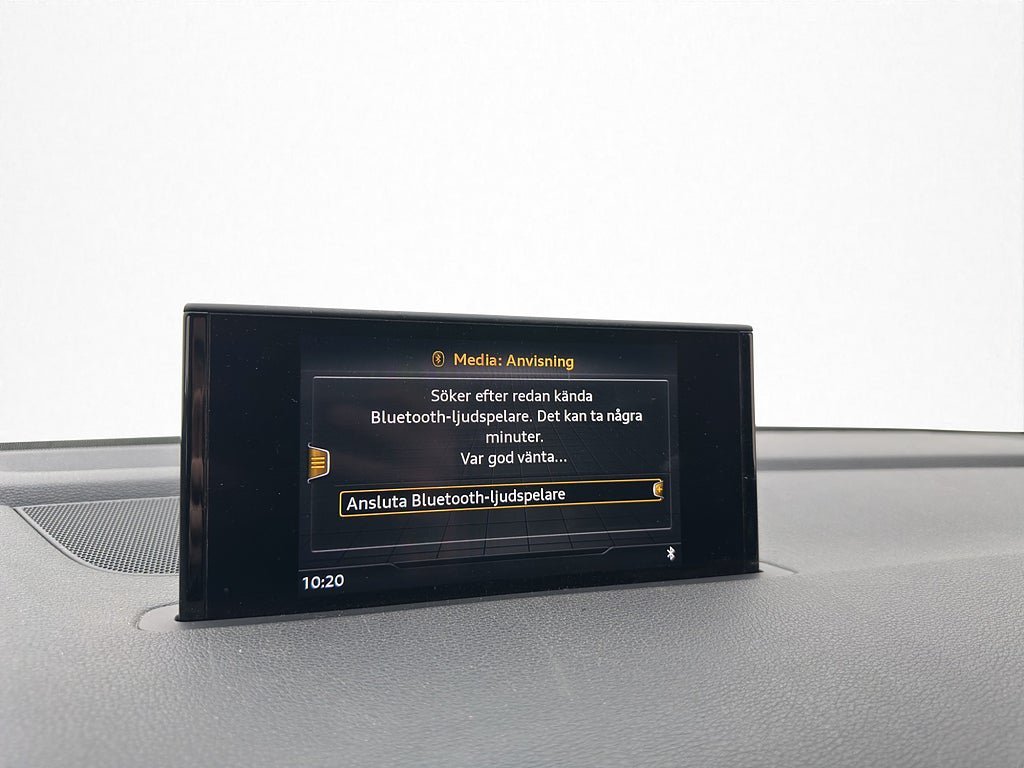 Media: Anvisning
Söker efter redan kända
Bluetooth-ljudspelare. Det kan ta några
minuter.
Var god vänta...
Ansluta Bluetooth-ljudspelare
10:20